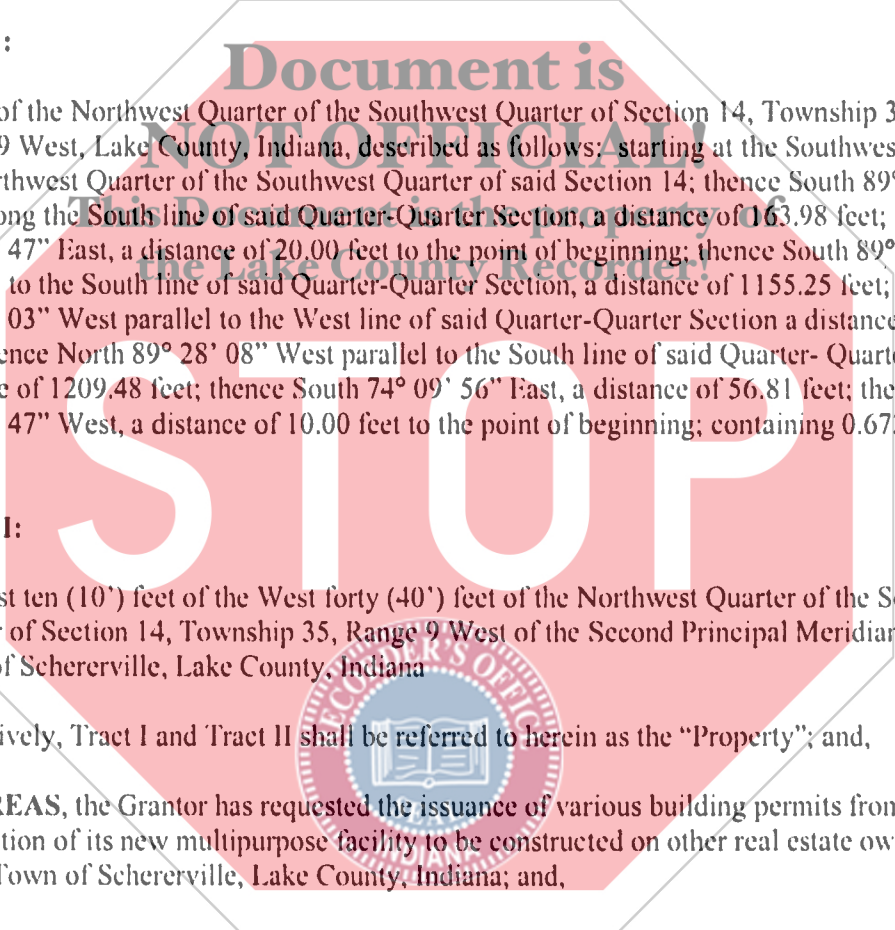 :
Document is
of the Northwest Quarter of the Southwest Quarter of Section 14, Township 3
NOT OFFICIAL!
9 West, Lake County, Indiana, described as follows: starting at the Southwes
rthwest Quarter of the Southwest Quarter of said Section 14; thence South 89°
This Document is the property of
ong the South line of said Quarter-Quarter Section, a distance of 163.98 feet;
47” East, a distance of 20.00 feet to the point of beginning; thence South 89°
the Lake County Recorder!
to the South line of said Quarter-Quarter Section, a distance of 1155.25 feet;
03” West parallel to the West line of said Quarter-Quarter Section a distance
ence North 89° 28’ 08” West parallel to the South line of said Quarter- Quart
e of 1209.48 feet; thence South 74° 09’ 56” East, a distance of 56.81 feet; the
47” West, a distance of 10.00 feet to the point of beginning; containing 0.67
STOP
I:
st ten (10’) feet of the West forty (40’) feet of the Northwest Quarter of the S
of Section 14, Township 35, Range 9 West of the Second Principal Meridian
of Schererville, Lake County, Indiana
RECORDER'S OFFICE
ively, Tract I and Tract II shall be referred to herein as the “Property”; and,
SEAL
REAS, the Grantor has requested the issuance of various building permits from
tion of its new multipurpose facility to be constructed on other real estate ow
INDIANA
Town of Schererville, Lake County, Indiana; and,